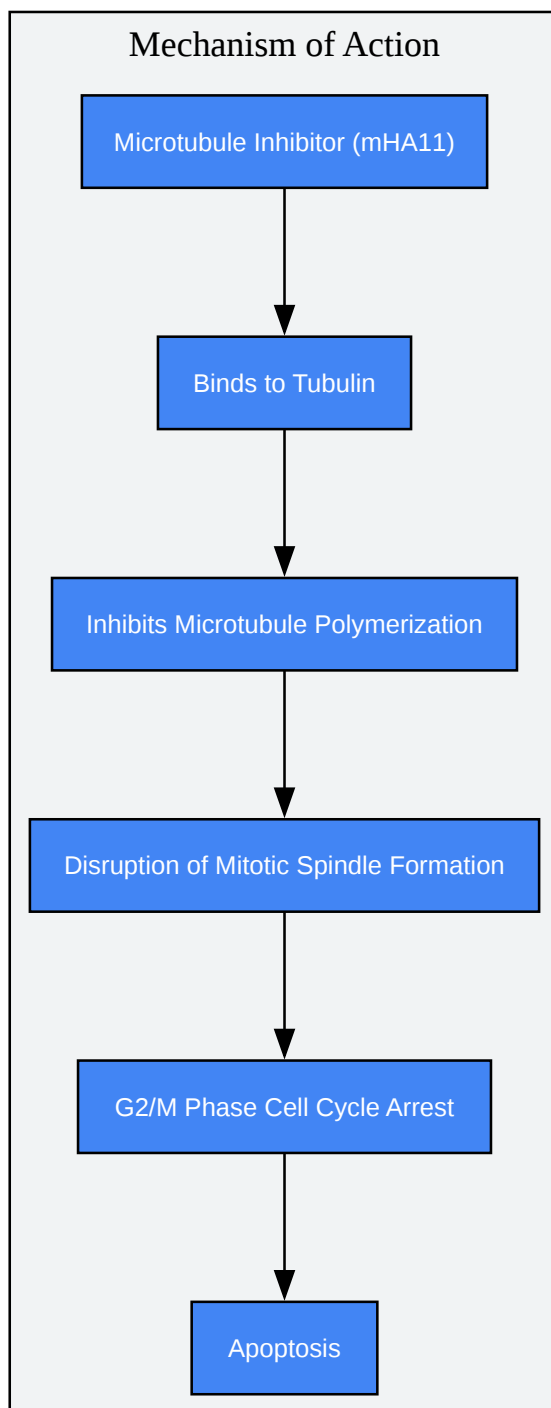 Mechanism of Action
Microtubule Inhibitor (mHA11)
Binds to Tubulin
Inhibits Microtubule Polymerization
Disruption of Mitotic Spindle Formation
G2/M Phase Cell Cycle Arrest
Apoptosis